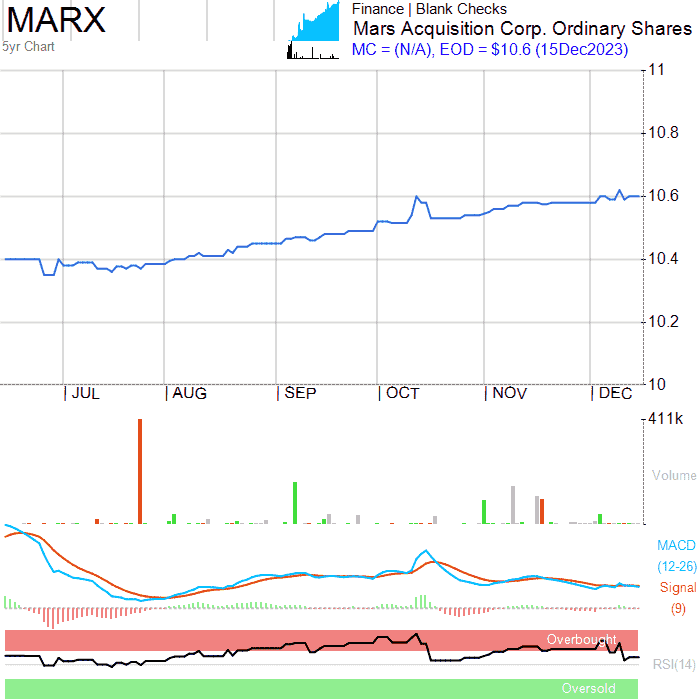 MARX
5yr Chart
Finance | Blank Checks
Mars Acquisition Corp. Ordinary Shares
MC = (N/A), EOD = $10.6 (15Dec2023)
11
10.8
10.6
10.4
10.2
10
| JUL | AUG | SEP | OCT | NOV | DEC
411k
Volume
MACD
(12-26)
Signal
(9)
Overbought
RSI(14)
Oversold